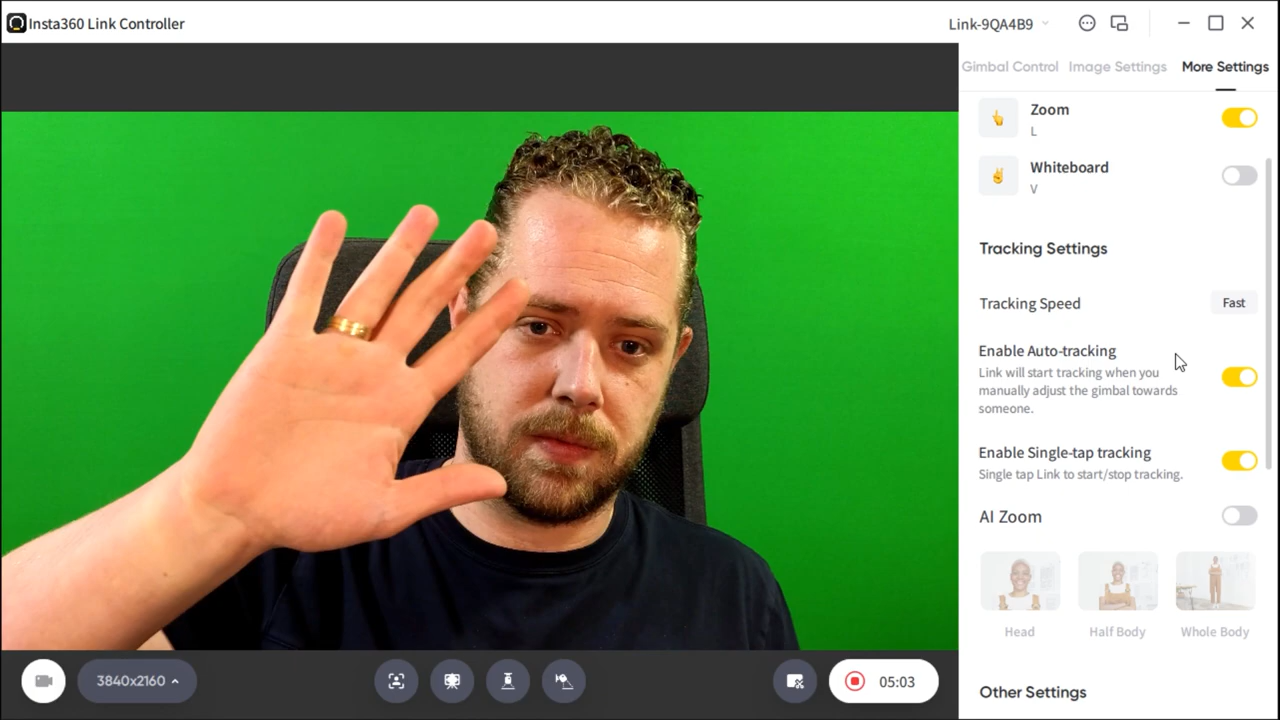 Insta360 Link Controller
Link-9QA4B9
Gimbal Control
Image Settings
More Settings
Zoom
L
Whiteboard
V
Tracking Settings
Tracking Speed
Fast
Enable Auto-tracking
Link will start tracking when you
manually adjust the gimbal towards
someone.
Enable Single-tap tracking
Single tap Link to start/stop tracking.
AI Zoom
Head
Half Body
Whole Body
3840x2160
05:03
Other Settings